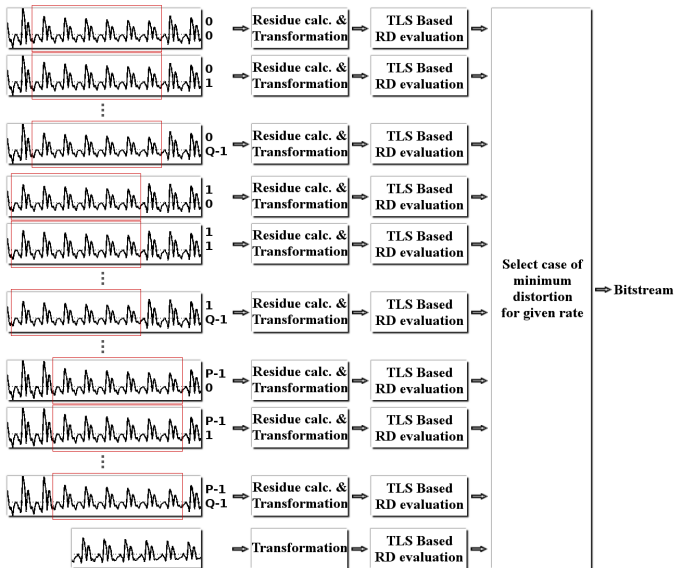 0
0
Residue calc. &
Transformation
TLS Based
RD evaluation
0
1
Residue calc. &
Transformation
TLS Based
RD evaluation
0
Q-1
Residue calc. &
Transformation
TLS Based
RD evaluation
1
0
Residue calc. &
Transformation
TLS Based
RD evaluation
1
1
Residue calc. &
Transformation
TLS Based
RD evaluation
1
Q-1
Residue calc. &
Transformation
TLS Based
RD evaluation
P-1
0
Residue calc. &
Transformation
TLS Based
RD evaluation
P-1
1
Residue calc. &
Transformation
TLS Based
RD evaluation
P-1
Q-1
Residue calc. &
Transformation
TLS Based
RD evaluation
Transformation
TLS Based
RD evaluation
Select case of
minimum
distortion
for given rate
Bitstream